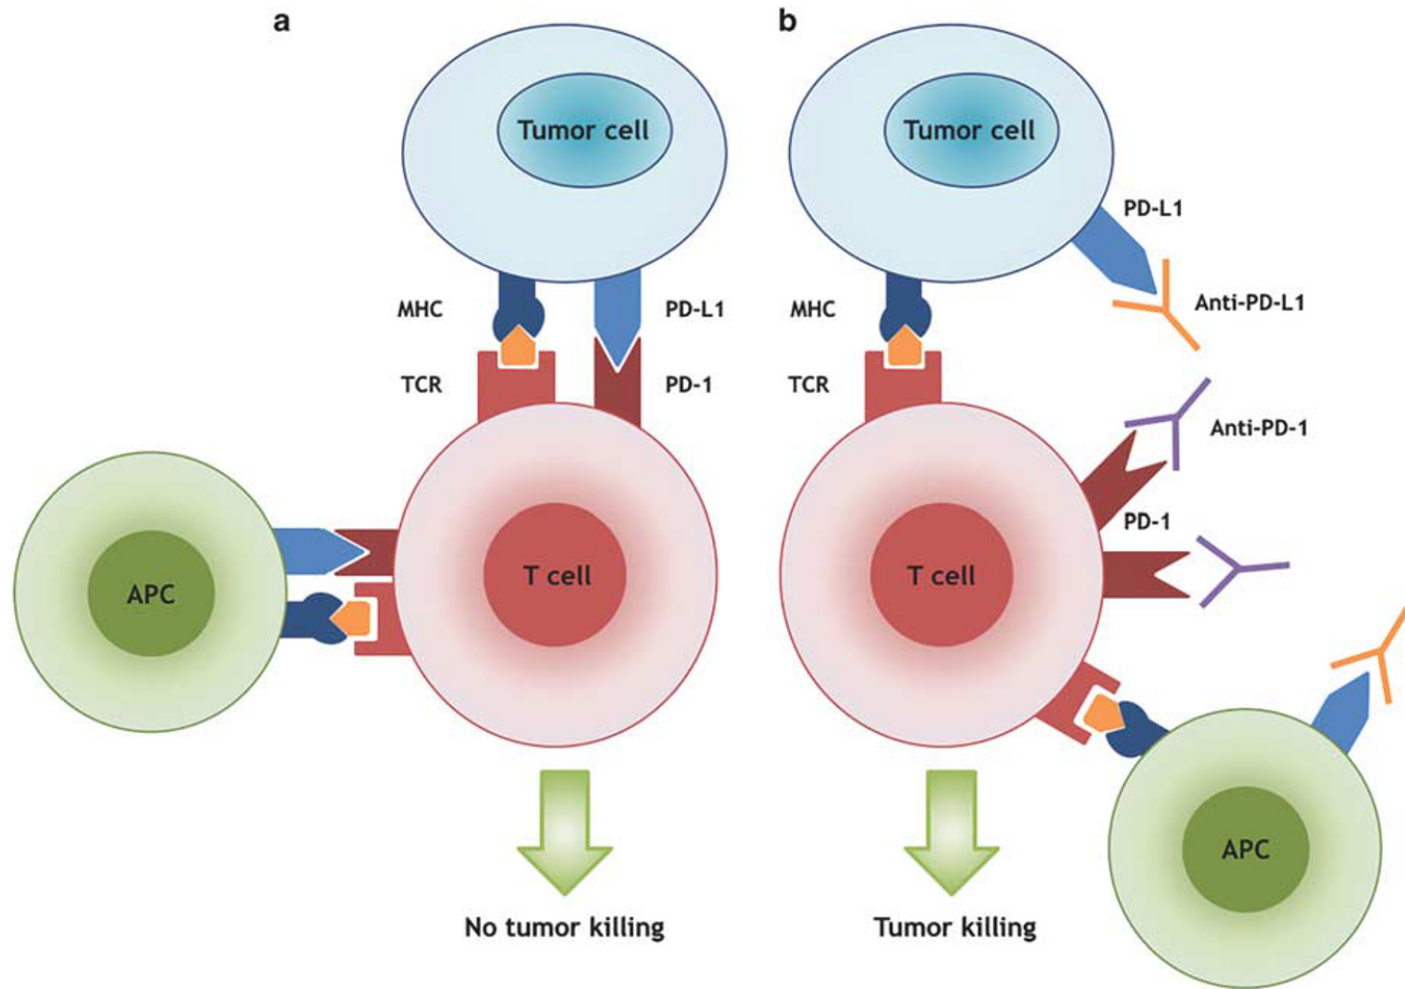 a
Tumor cell
MHC
PD-L1
TCR
PD-1
APC
T cell
No tumor killing
b
Tumor cell
PD-L1
MHC
Anti-PD-L1
TCR
Anti-PD-1
PD-1
T cell
APC
Tumor killing